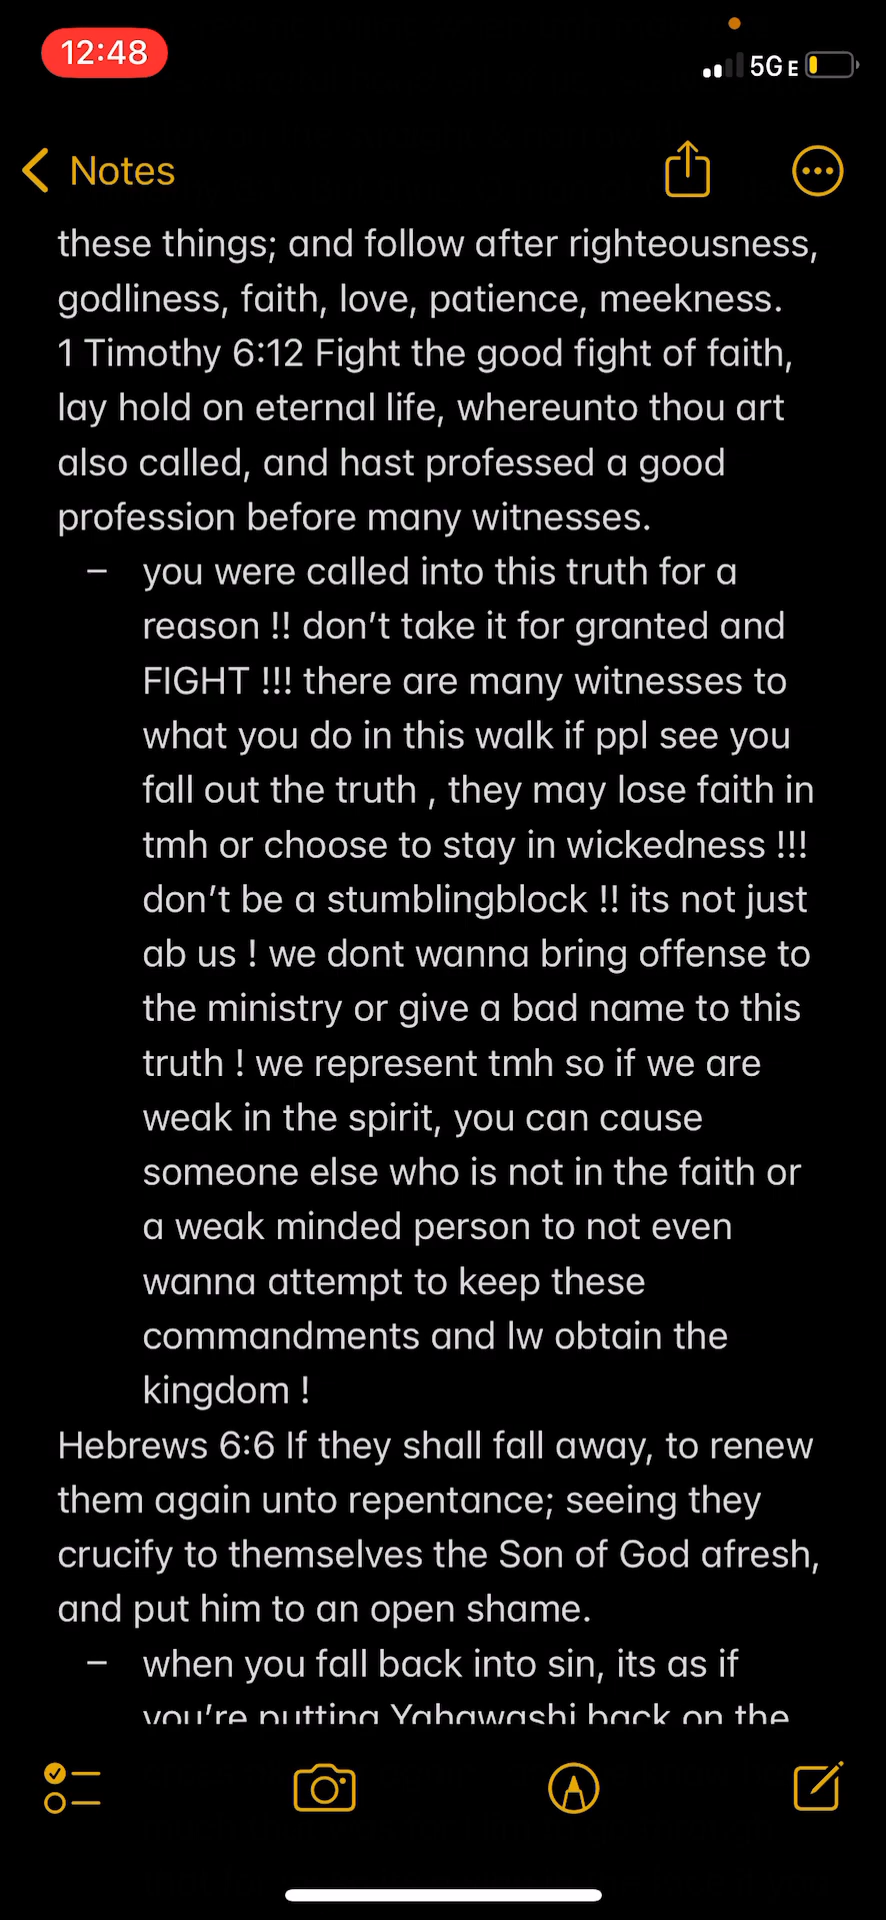 12:48
5G E
Notes
these things; and follow after righteousness,
godliness, faith, love, patience, meekness.
1 Timothy 6:12 Fight the good fight of faith,
lay hold on eternal life, whereunto thou art
also called, and hast professed a good
profession before many witnesses.
– you were called into this truth for a
reason !! don’t take it for granted and
FIGHT !!! there are many witnesses to
what you do in this walk if ppl see you
fall out the truth , they may lose faith in
tmh or choose to stay in wickedness !!!
don’t be a stumblingblock !! its not just
ab us ! we dont wanna bring offense to
the ministry or give a bad name to this
truth ! we represent tmh so if we are
weak in the spirit, you can cause
someone else who is not in the faith or
a weak minded person to not even
wanna attempt to keep these
commandments and lw obtain the
kingdom !
Hebrews 6:6 If they shall fall away, to renew
them again unto repentance; seeing they
crucify to themselves the Son of God afresh,
and put him to an open shame.
– when you fall back into sin, its as if
you’re putting Yahawashi back on the